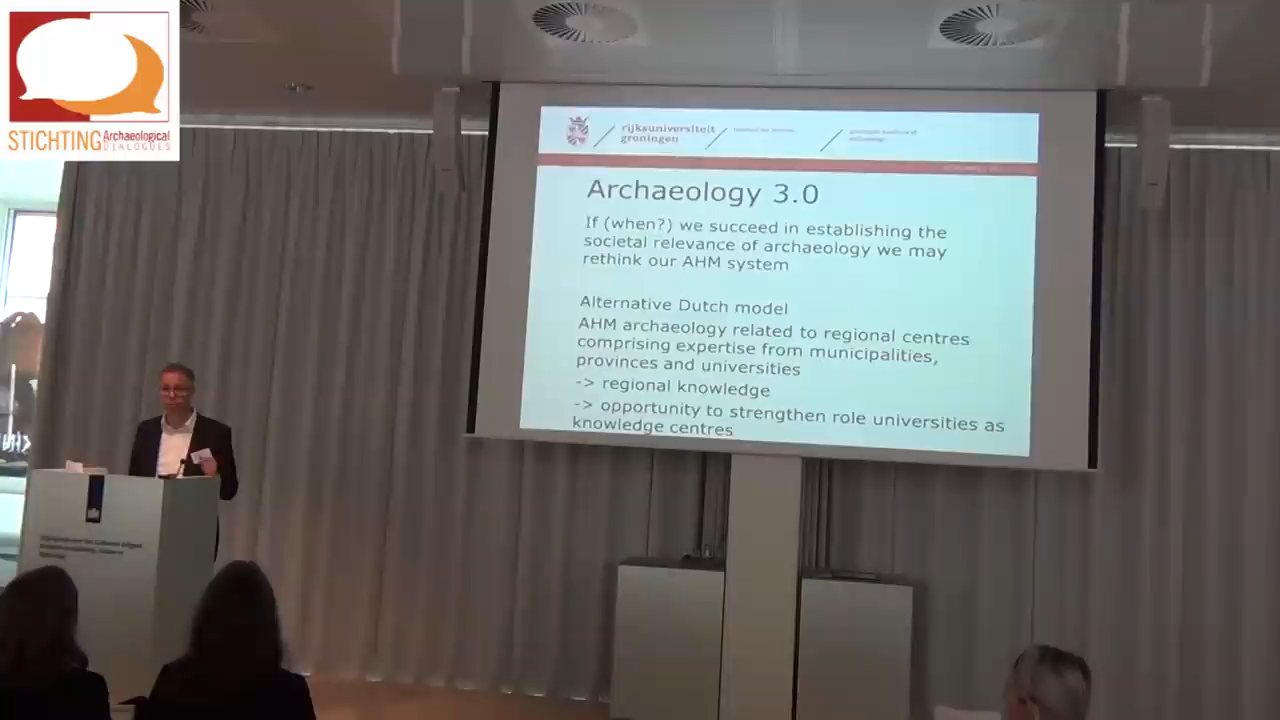 STICHTING Archaeological
DIALOGUES
rijksuniversiteit
groningen
Archaeology 3.0
If (when?) we succeed in establishing the
societal relevance of archaeology we may
rethink our AHM system
Alternative Dutch model
AHM archaeology related to regional centres
comprising expertise from municipalities,
provinces and universities
-> regional knowledge
-> opportunity to strengthen role universities as
knowledge centres